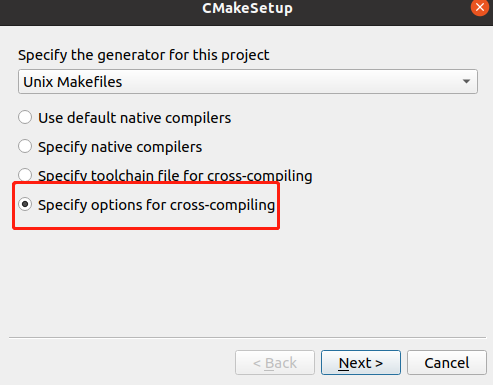 CMakeSetup
Specify the generator for this project
Unix Makefiles
Use default native compilers
Specify native compilers
Specify toolchain file for cross-compiling
Specify options for cross-compiling
< Back Next > Cancel